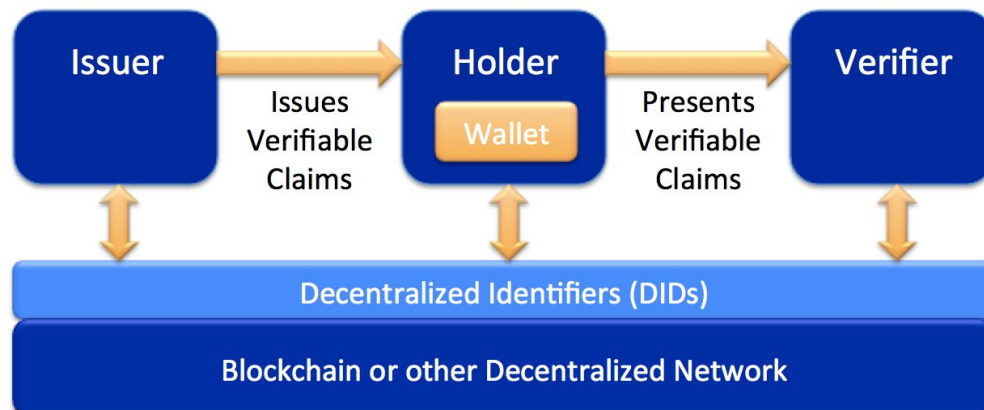 Issuer
Issues
Verifiable
Claims
Holder
Wallet
Presents
Verifiable
Claims
Verifier
Decentralized Identifiers (DIDs)
Blockchain or other Decentralized Network